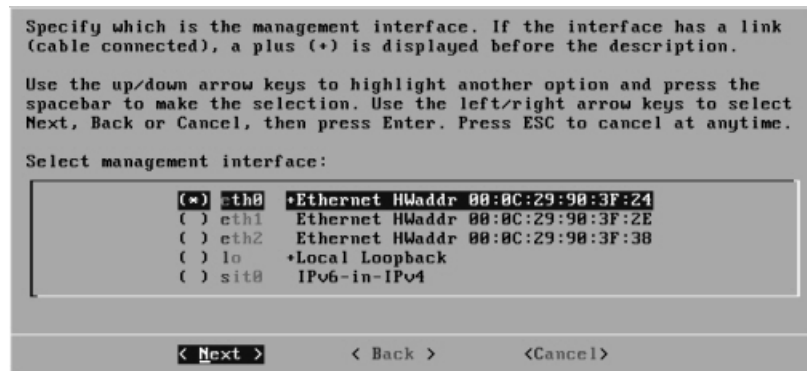 Specify which is the management interface. If the interface has a link
(cable connected), a plus (+) is displayed before the description.
Use the up/down arrow keys to highlight another option and press the
spacebar to make the selection. Use the left/right arrow keys to select
Next, Back or Cancel, then press Enter. Press ESC to cancel at anytime.
Select management interface:
(*) eth0 +Ethernet HWaddr 00:0C:29:90:3F:24
( ) eth1 Ethernet HWaddr 00:0C:29:90:3F:2E
( ) eth2 Ethernet HWaddr 00:0C:29:90:3F:38
( ) lo +Local Loopback
( ) sit0 IPv6-in-IPv4
< Next > < Back > <Cancel>